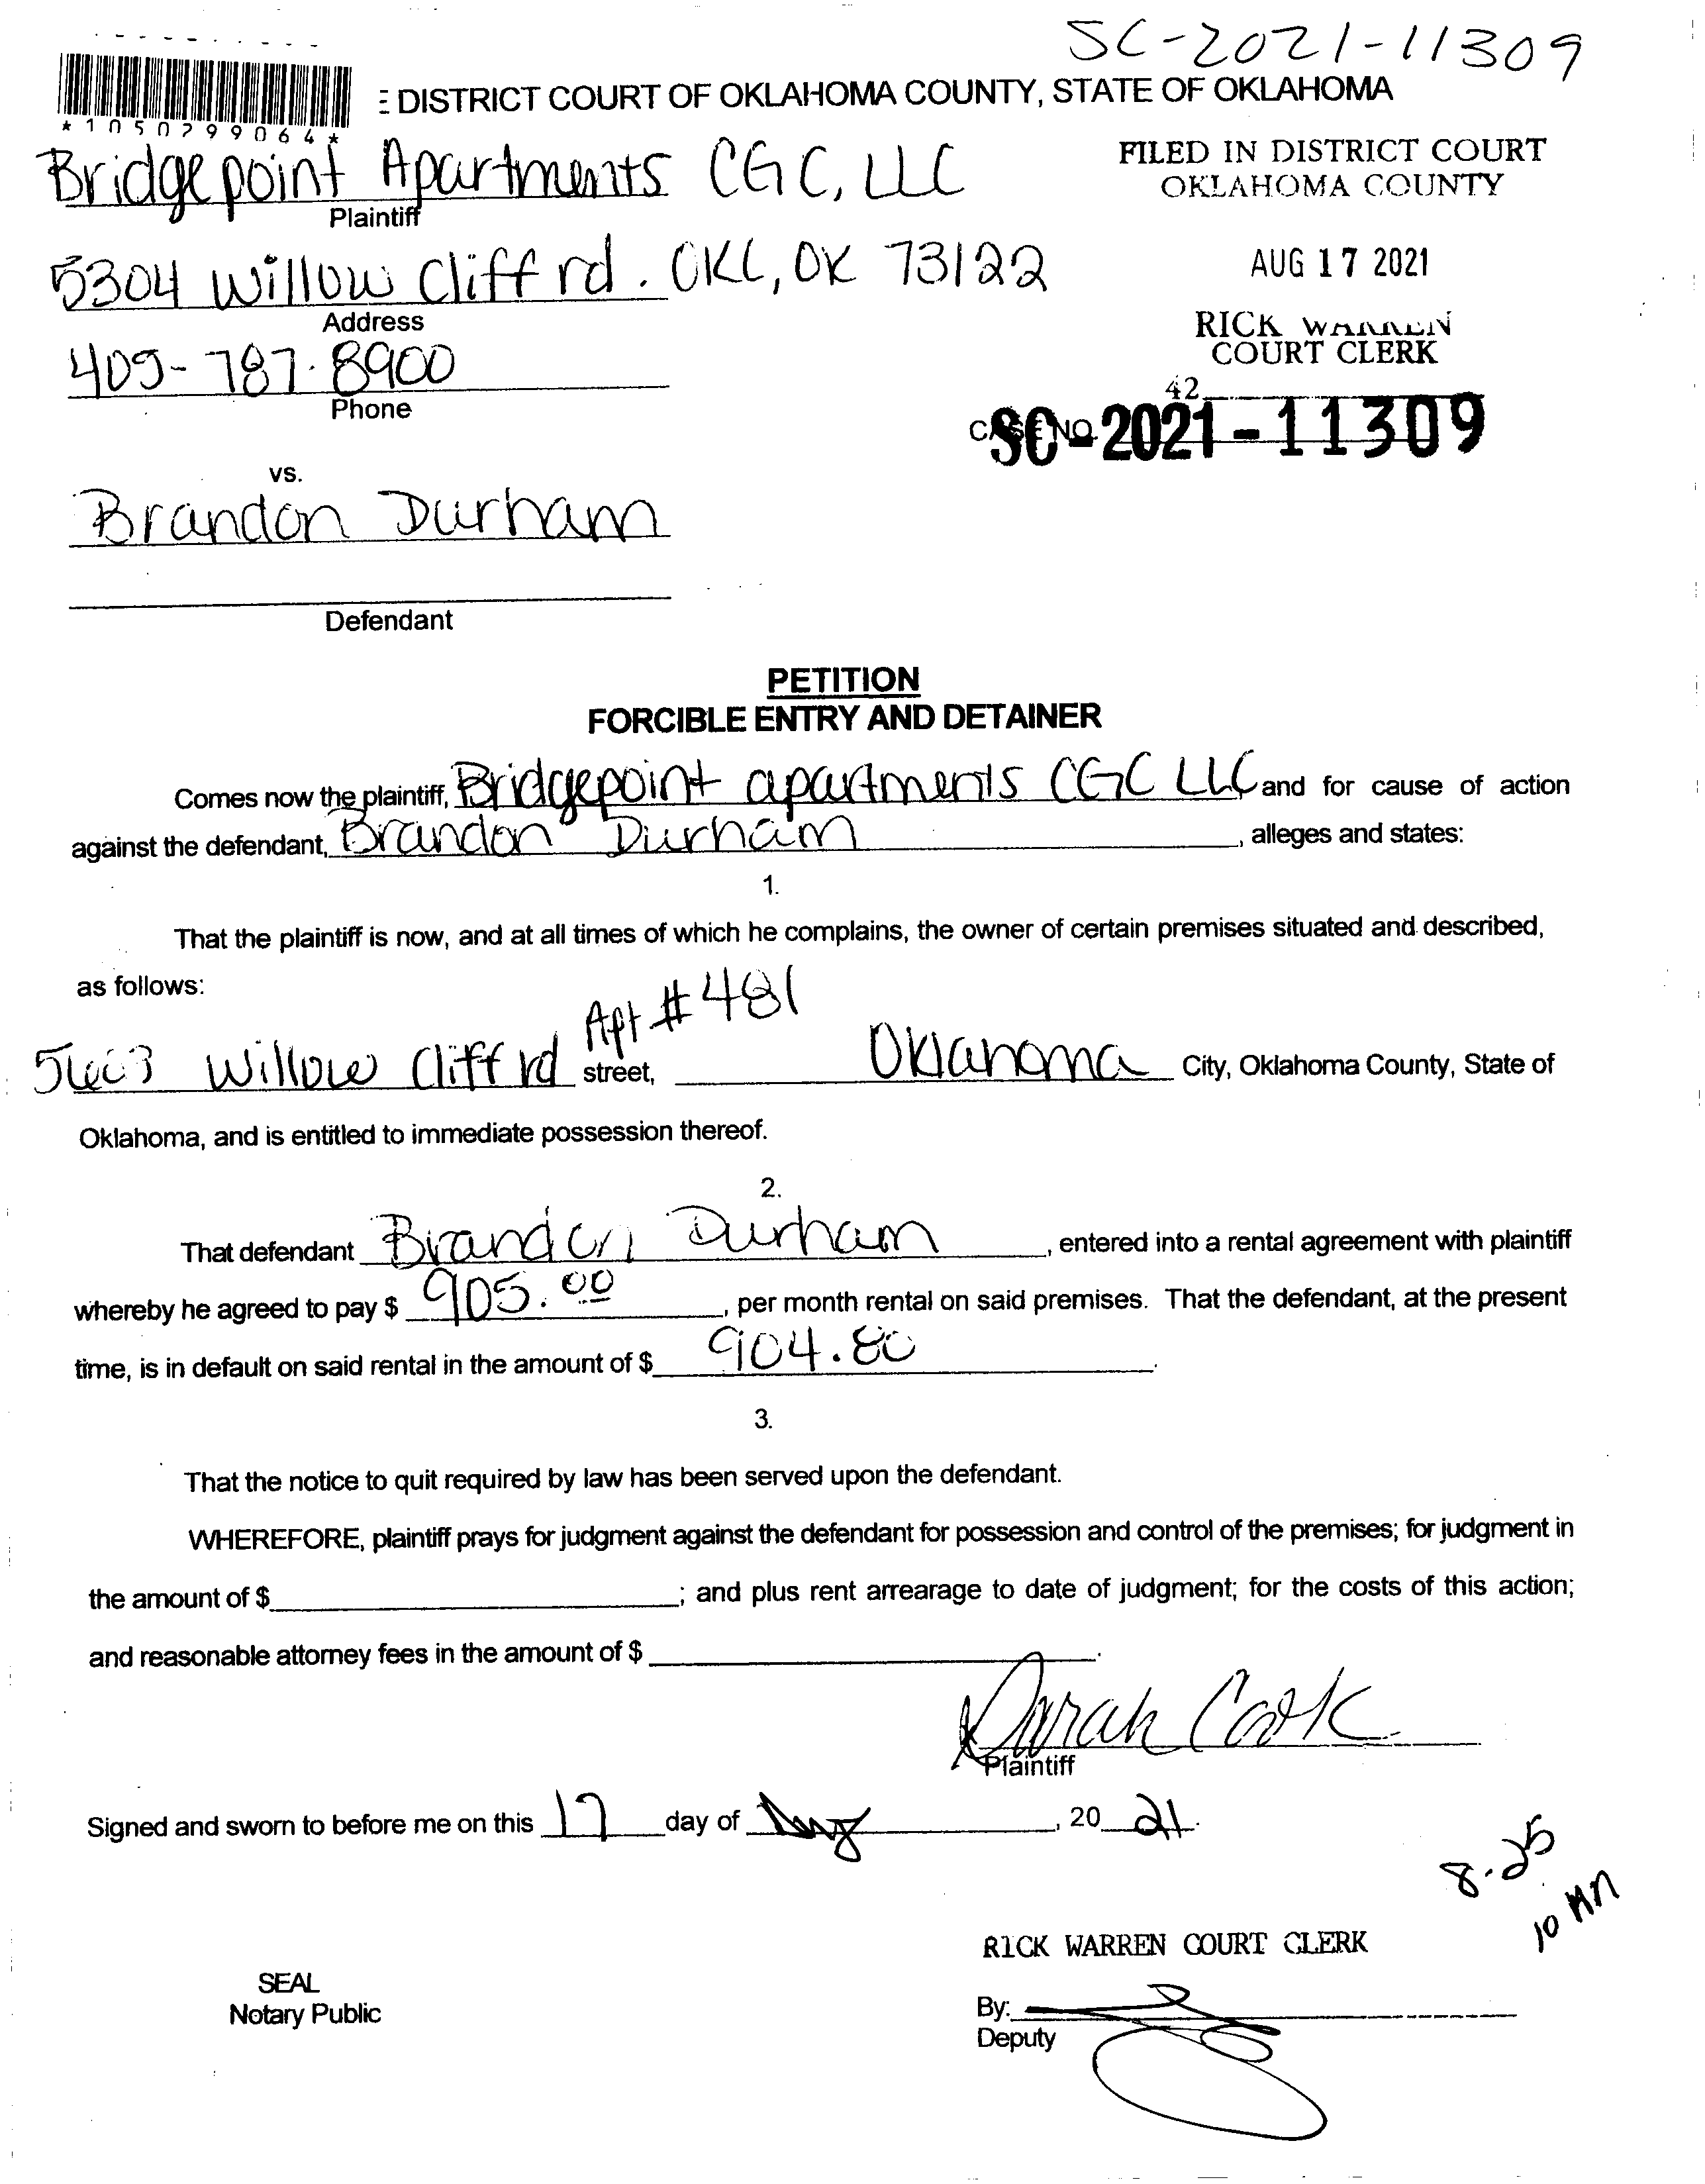 SC-2021-11309
E DISTRICT COURT OF OKLAHOMA COUNTY, STATE OF OKLAHOMA
*1050299064*
Bridgepoint Apartments CGC, LLC
Plaintiff
FILED IN DISTRICT COURT
OKLAHOMA COUNTY
5304 Willow Cliff rd. OKC, OK 73122
Address
AUG 17 2021
RICK WARREN
COURT CLERK
405-787-8900
Phone
42
CASE NO. SC-2021-11309
vs.
Brandon Durham
Defendant
PETITION
FORCIBLE ENTRY AND DETAINER
Comes now the plaintiff, Bridgepoint apartments CGC LLC and for cause of action
against the defendant, Brandon Durham, alleges and states:
1.
That the plaintiff is now, and at all times of which he complains, the owner of certain premises situated and described,
as follows:
Apt #481
Willow Cliff rd street, Oklahoma City, Oklahoma County, State of
Oklahoma, and is entitled to immediate possession thereof.
2.
That defendant Brandon Durham, entered into a rental agreement with plaintiff
whereby he agreed to pay $ 905.00, per month rental on said premises. That the defendant, at the present
time, is in default on said rental in the amount of $ 904.80.
3.
That the notice to quit required by law has been served upon the defendant.
WHEREFORE, plaintiff prays for judgment against the defendant for possession and control of the premises; for judgment in
the amount of $ ; and plus rent arrearage to date of judgment; for the costs of this action;
and reasonable attorney fees in the amount of $ .
Sarah Cook
Plaintiff
Signed and sworn to before me on this 17 day of Aug, 20 21.
8-25
10 AM
RICK WARREN COURT CLERK
SEAL
Notary Public
By:
Deputy